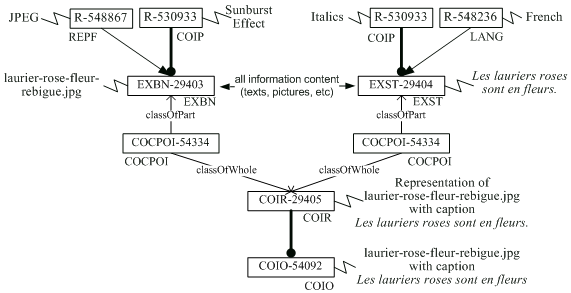 JPEG
R-548867
REPF
R-530933
COIP
Sunburst
Effect
Italics
R-530933
COIP
R-548236
LANG
French
laurier-rose-fleur-
rebigue.jpg
EXBN-29403
EXBN
all information content
(texts, pictures, etc)
EXST-29404
EXST
Les lauriers roses
sont en fleurs.
classOfPart
classOfPart
COCPOI-54334
COCPOI
COCPOI-54334
COCPOI
classOfWhole
classOfWhole
COIR-29405
COIR
Representation of
laurier-rose-fleur-rebigue.jpg
with caption
Les lauriers roses sont en fleurs.
COIO-54092
COIO
laurier-rose-fleur-rebigue.jpg
with caption
Les lauriers roses sont en fleurs